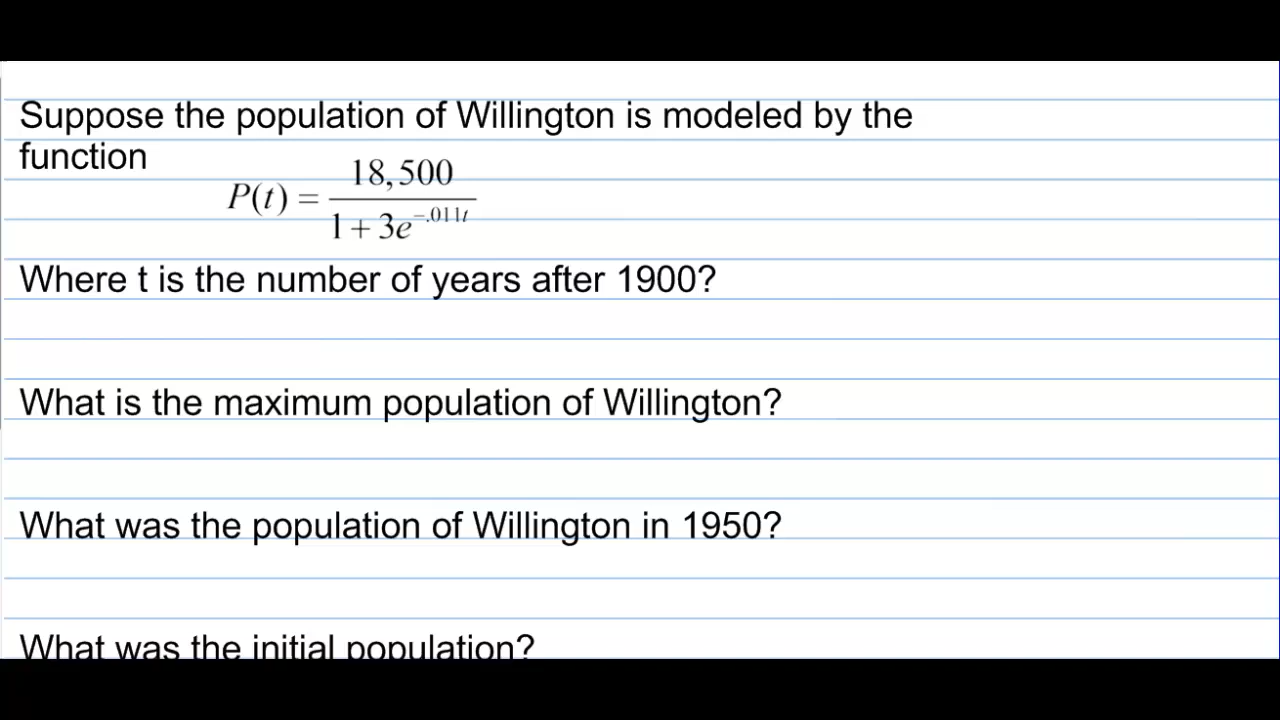 Suppose the population of Willington is modeled by the
function
P(t) = 18,500 / (1 + 3e^{-.011t})
Where t is the number of years after 1900?
What is the maximum population of Willington?
What was the population of Willington in 1950?
What was the initial population?